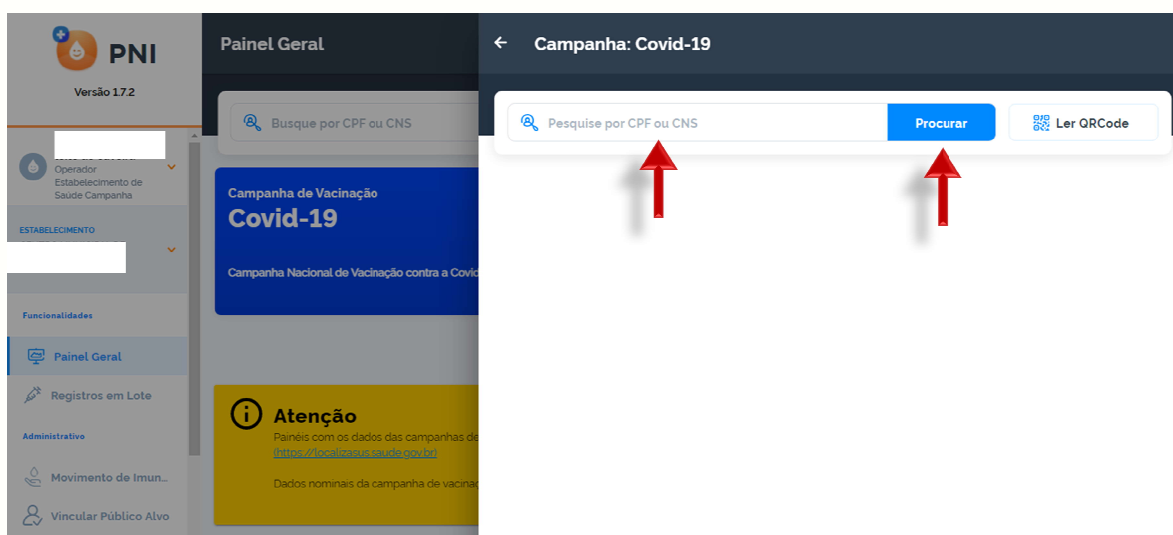 PNI
Versão 1.7.2
Operador
Estabelecimento de
Saúde Campanha
ESTABELECIMENTO
Funcionalidades
Painel Geral
Registros em Lote
Administrativo
Movimento de Imun...
Vincular Público Alvo
Painel Geral
Busque por CPF ou CNS
Campanha de Vacinação
Covid-19
Campanha Nacional de Vacinação contra a Covid
Atenção
Painéis com os dados das campanhas de
(https://localizasus.saude.gov.br)
Dados nominais da campanha de vacinaç
Campanha: Covid-19
Pesquise por CPF ou CNS
Procurar
Ler QRCode